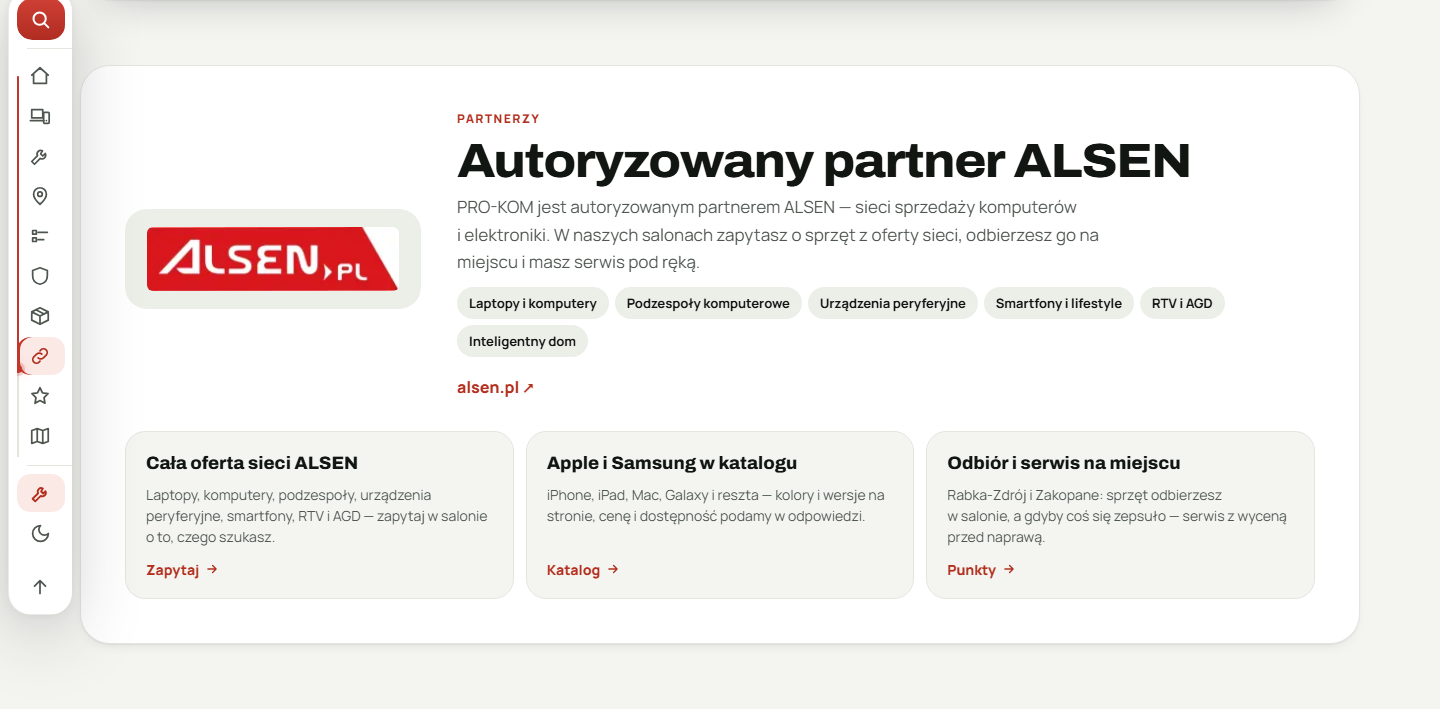 PARTNERZY
Autoryzowany partner ALSEN
PRO-KOM jest autoryzowanym partnerem ALSEN — sieci sprzedaży komputerów
i elektroniki. W naszych salonach zapytasz o sprzęt z oferty sieci, odbierzesz go na
miejscu i masz serwis pod ręką.
ALSEN PL
Laptopy i komputery
Podzespoły komputerowe
Urządzenia peryferyjne
Smartfony i lifestyle
RTV i AGD
Inteligentny dom
alsen.pl ↗
Cała oferta sieci ALSEN
Laptopy, komputery, podzespoły, urządzenia
peryferyjne, smartfony, RTV i AGD — zapytaj w salonie
o to, czego szukasz.
Zapytaj →
Apple i Samsung w katalogu
iPhone, iPad, Mac, Galaxy i reszta — kolory i wersje na
stronie, cenę i dostępność podamy w odpowiedzi.
Katalog →
Odbiór i serwis na miejscu
Rabka-Zdrój i Zakopane: sprzęt odbierzesz
w salonie, a gdyby coś się zepsuło — serwis z wyceną
przed naprawą.
Punkty →